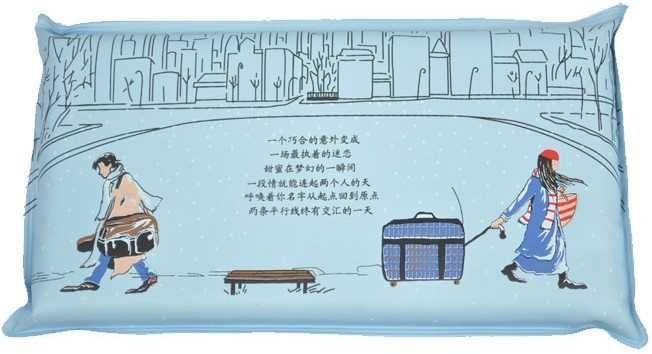 一个巧合的意外变成
一场最执着的迷恋
甜蜜在梦幻的一瞬间
一段情就能连起两个人的天
呼唤着你名字从起点回到原点
两条平行线终有交汇的一天